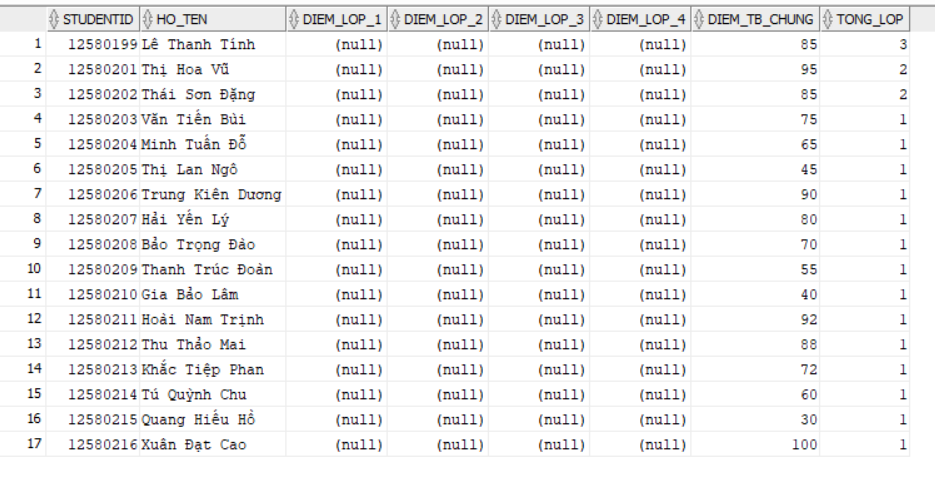 STUDENTID HO_TEN DIEM_LOP_1 DIEM_LOP_2 DIEM_LOP_3 DIEM_LOP_4 DIEM_TB_CHUNG TONG_LOP
1 12580199 Lê Thanh Tính (null) (null) (null) (null) 85 3
2 12580201 Thị Hoa Vũ (null) (null) (null) (null) 95 2
3 12580202 Thái Sơn Đặng (null) (null) (null) (null) 85 2
4 12580203 Văn Tiến Bùi (null) (null) (null) (null) 75 1
5 12580204 Minh Tuấn Đỗ (null) (null) (null) (null) 65 1
6 12580205 Thị Lan Ngô (null) (null) (null) (null) 45 1
7 12580206 Trung Kiên Dương (null) (null) (null) (null) 90 1
8 12580207 Hải Yến Lý (null) (null) (null) (null) 80 1
9 12580208 Bảo Trọng Đào (null) (null) (null) (null) 70 1
10 12580209 Thanh Trúc Đoàn (null) (null) (null) (null) 55 1
11 12580210 Gia Bảo Lâm (null) (null) (null) (null) 40 1
12 12580211 Hoài Nam Trịnh (null) (null) (null) (null) 92 1
13 12580212 Thu Thảo Mai (null) (null) (null) (null) 88 1
14 12580213 Khắc Tiệp Phan (null) (null) (null) (null) 72 1
15 12580214 Tú Quỳnh Chu (null) (null) (null) (null) 60 1
16 12580215 Quang Hiếu Hồ (null) (null) (null) (null) 30 1
17 12580216 Xuân Đạt Cao (null) (null) (null) (null) 100 1